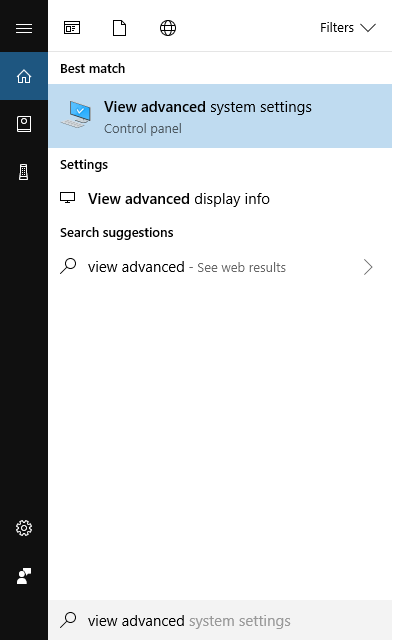 Filters
Best match
View advanced system settings
Control panel
Settings
View advanced display info
Search suggestions
view advanced - See web results
view advanced system settings